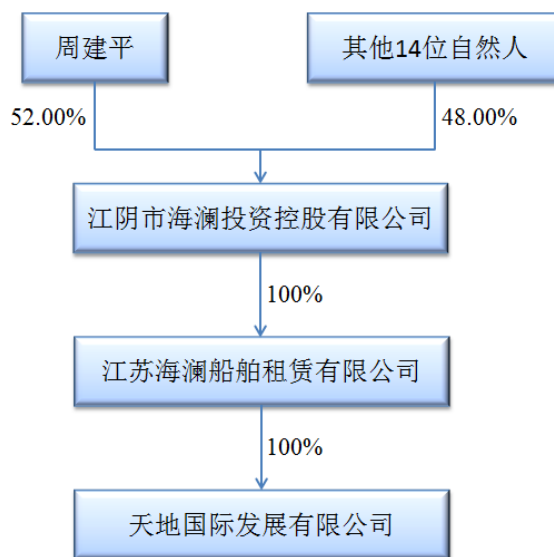 周建平
其他14位自然人
52.00%
48.00%
江阴市海澜投资控股有限公司
100%
江苏海澜船舶租赁有限公司
100%
天地国际发展有限公司